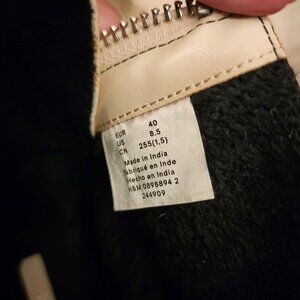 EUR 40
US 8.5
CN 255(1,5)
Made in India
Fabriqué en Inde
Hecho en India
H&M 0898894 2
244909